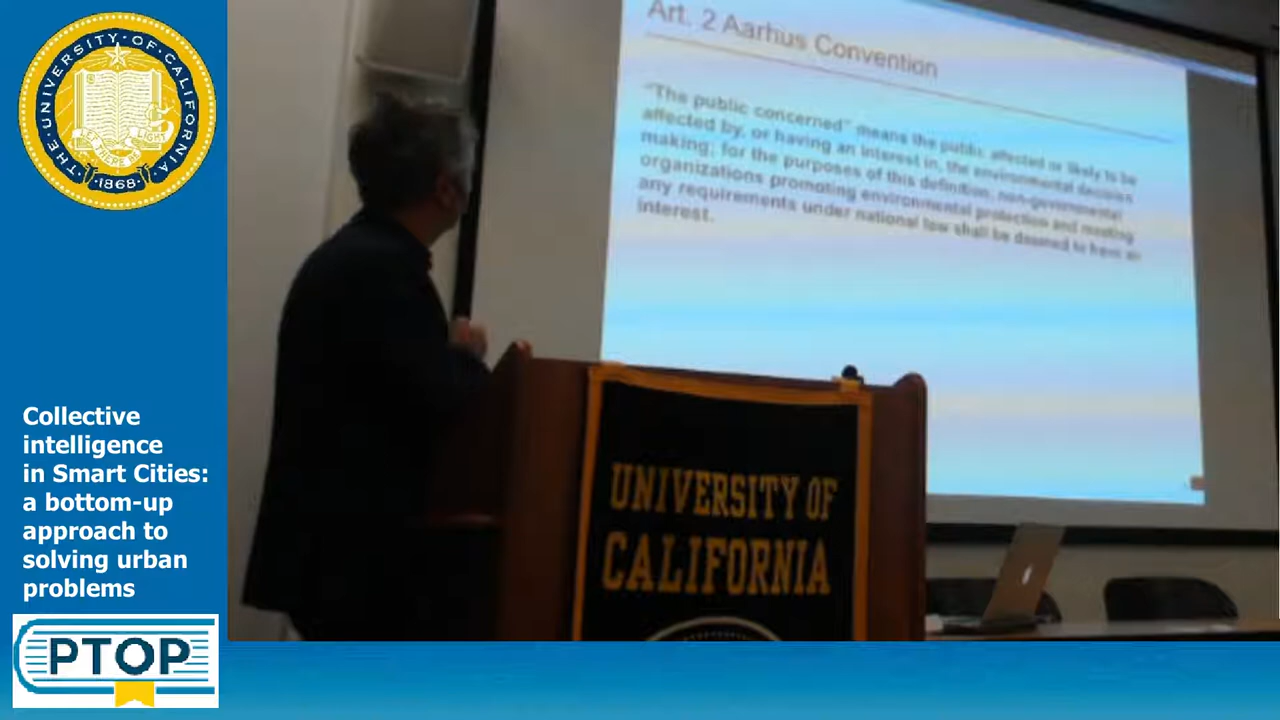 THE·UNIVERSITY·OF·CALIFORNIA
LET THERE BE LIGHT
·1868·
Collective
intelligence
in Smart Cities:
a bottom-up
approach to
solving urban
problems
PTOP
Art. 2 Aarhus Convention
"The public concerned" means the public affected or likely to be
affected by, or having an interest in, the environmental decision-
making; for the purposes of this definition, non-governmental
organizations promoting environmental protection and meeting
any requirements under national law shall be deemed to have an
interest.
UNIVERSITY OF
CALIFORNIA